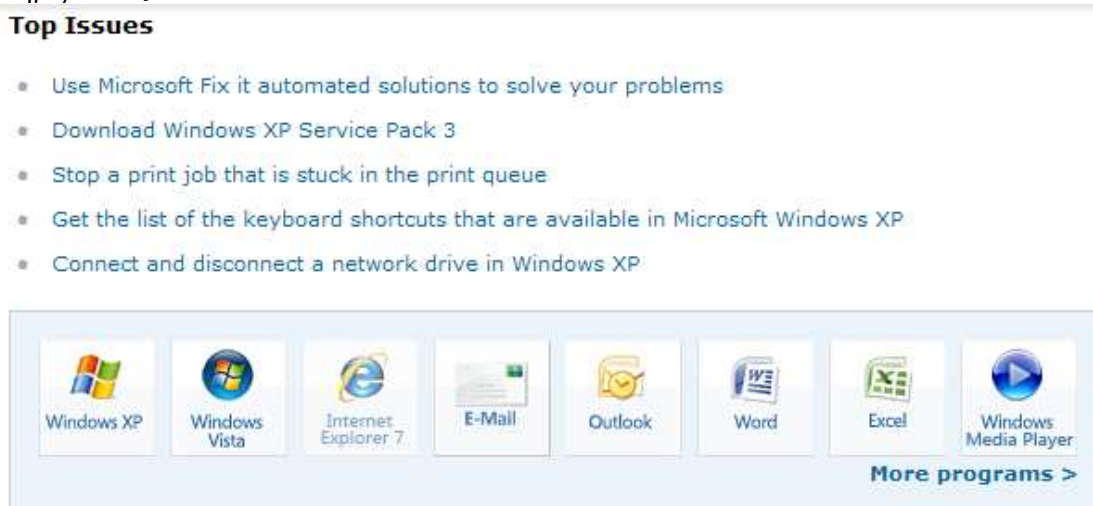 Top Issues
Use Microsoft Fix it automated solutions to solve your problems
Download Windows XP Service Pack 3
Stop a print job that is stuck in the print queue
Get the list of the keyboard shortcuts that are available in Microsoft Windows XP
Connect and disconnect a network drive in Windows XP
Windows XP
Windows
Vista
Internet
Explorer 7
E-Mail
Outlook
Word
Excel
Windows
Media Player
More programs >